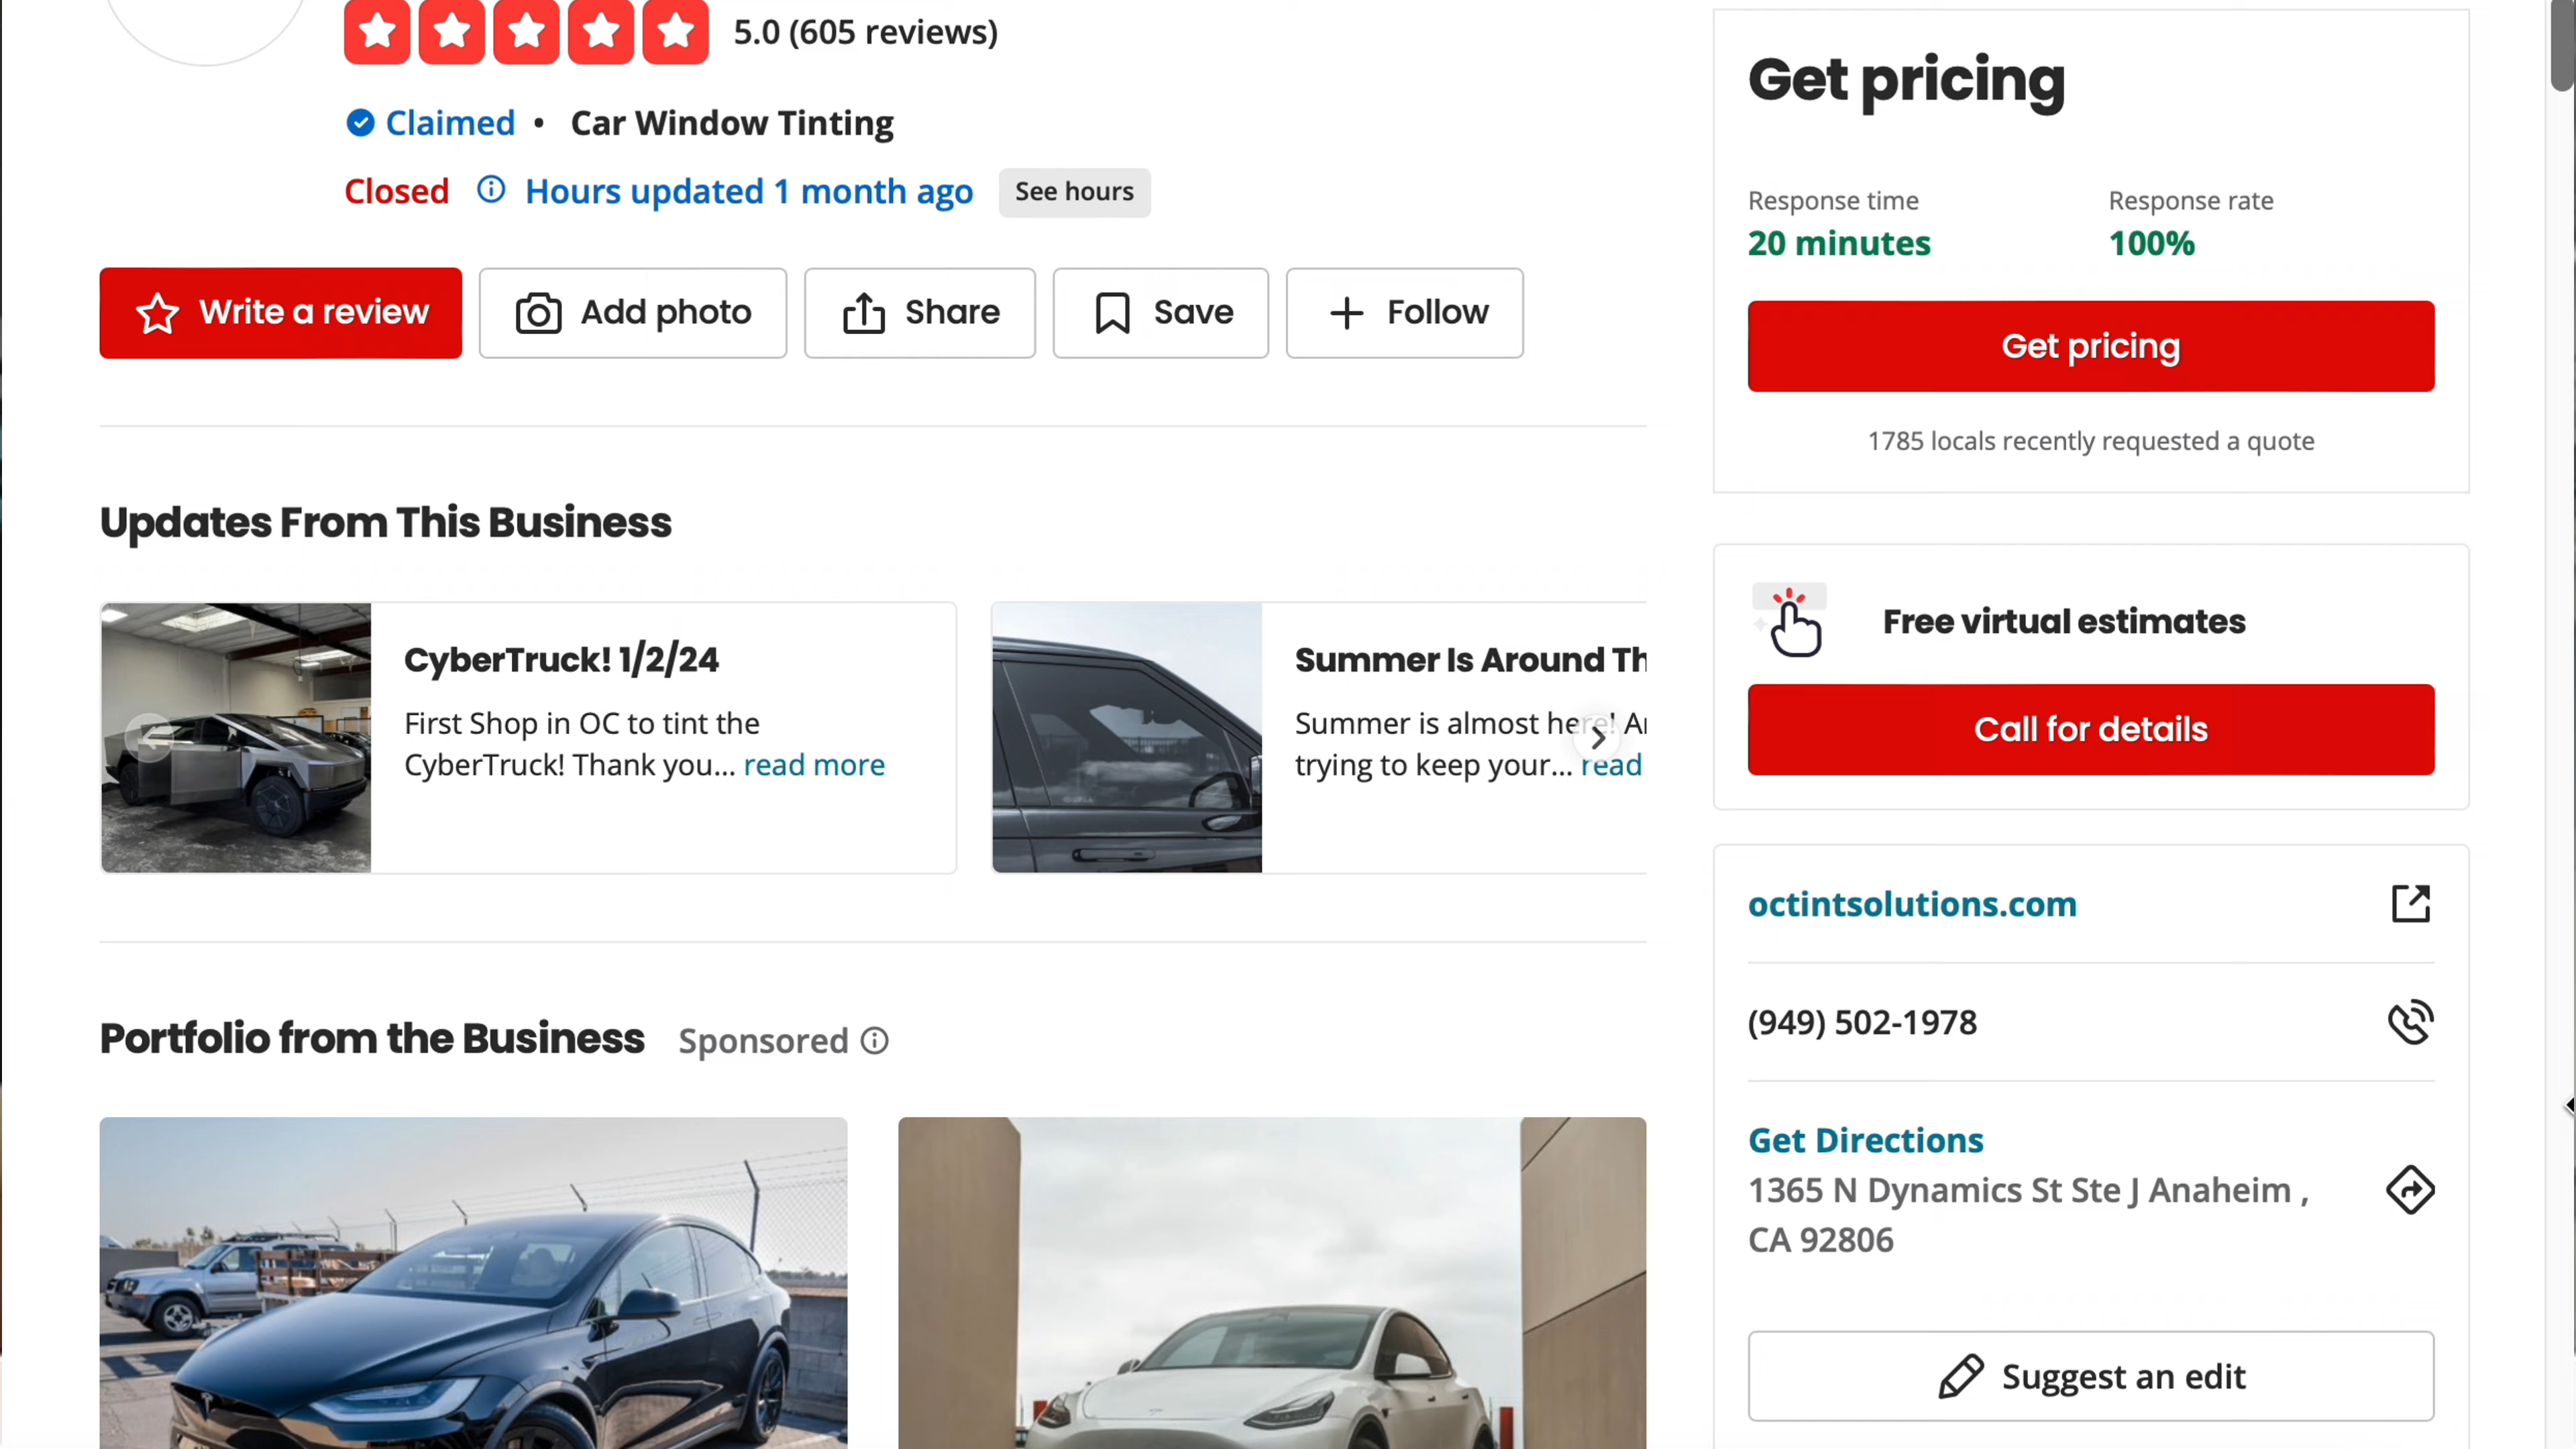 5.0 (605 reviews)
Claimed • Car Window Tinting
Closed Hours updated 1 month ago See hours
Write a review
Add photo
Share
Save
Follow
Updates From This Business
CyberTruck! 1/2/24
First Shop in OC to tint the
CyberTruck! Thank you... read more
Summer Is Around Th
Summer is almost here! Ar
trying to keep your... read
Portfolio from the Business Sponsored
Get pricing
Response time
20 minutes
Response rate
100%
Get pricing
1785 locals recently requested a quote
Free virtual estimates
Call for details
octintsolutions.com
(949) 502-1978
Get Directions
1365 N Dynamics St Ste J Anaheim ,
CA 92806
Suggest an edit